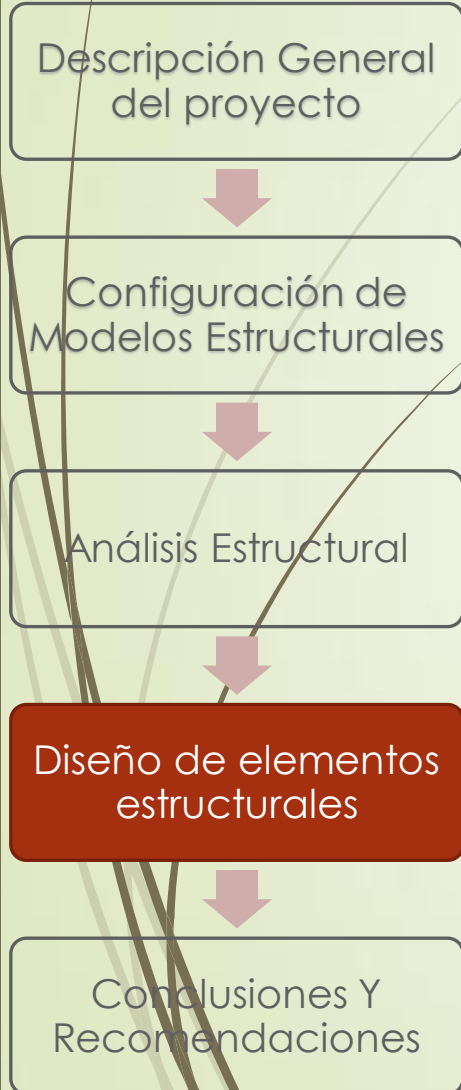 Descripción General
del proyecto
Configuración de
Modelos Estructurales
Análisis Estructural
Diseño de elementos
estructurales
Conclusiones Y
Recomendaciones